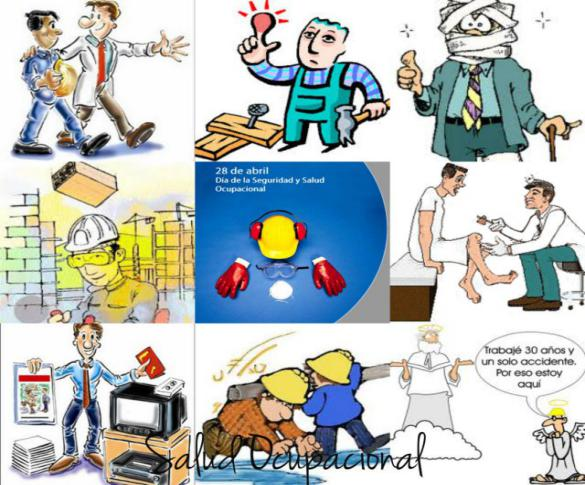 28 de abril
Día de la Seguridad y Salud
Ocupacional
Trabajé 30 años y
un solo accidente.
Por eso estoy
aquí
Salud Ocupacional